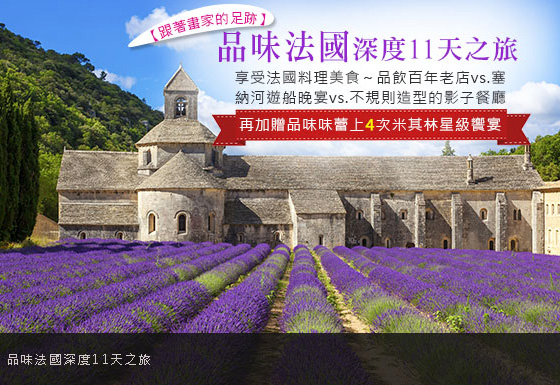 【跟著畫家的足跡】
品味法國深度11天之旅
享受法國料理美食～品飲百年老店vs.塞
納河遊船晚宴vs.不規則造型的影子餐廳
再加贈品味味蕾上4次米其林星級饗宴
品味法國深度11天之旅